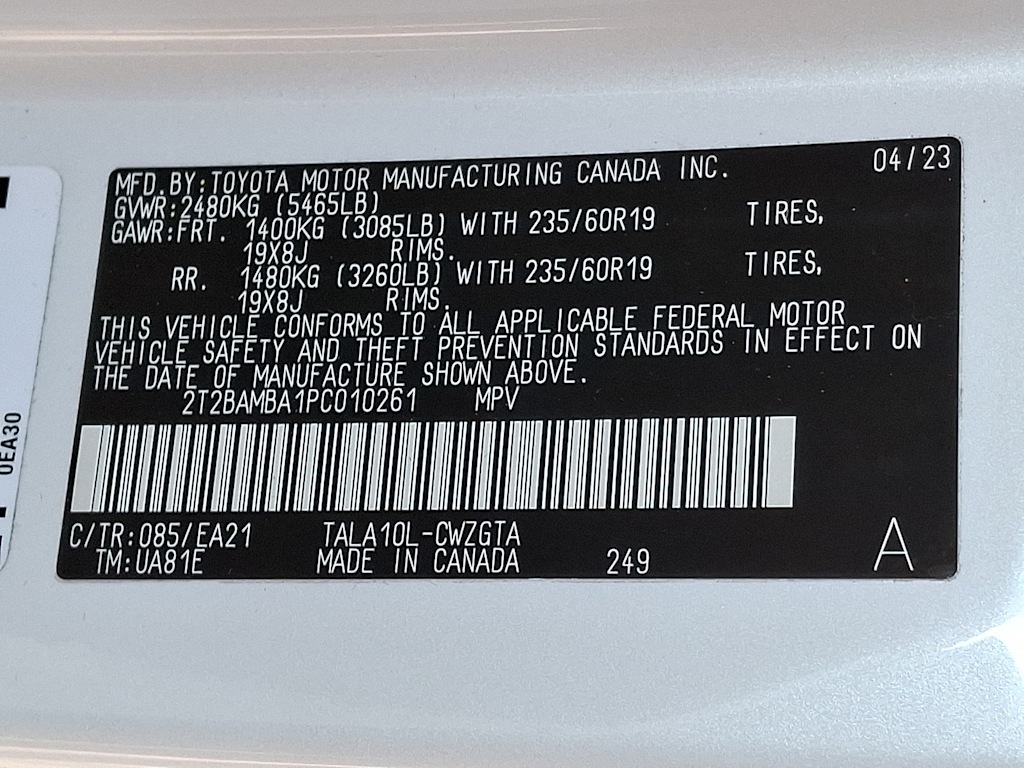 MFD.BY:TOYOTA MOTOR MANUFACTURING CANADA INC. 04/23
GVWR:2480KG (5465LB)
GAWR:FRT. 1400KG (3085LB) WITH 235/60R19 TIRES,
19X8J RIMS.
RR. 1480KG (3260LB) WITH 235/60R19 TIRES,
19X8J RIMS.
THIS VEHICLE CONFORMS TO ALL APPLICABLE FEDERAL MOTOR
VEHICLE SAFETY AND THEFT PREVENTION STANDARDS IN EFFECT ON
THE DATE OF MANUFACTURE SHOWN ABOVE.
2T2BAMBA1PC010261 MPV
C/TR:085/EA21 TALA10L-CWZGTA
TM:UA81E MADE IN CANADA 249 A
0EA30